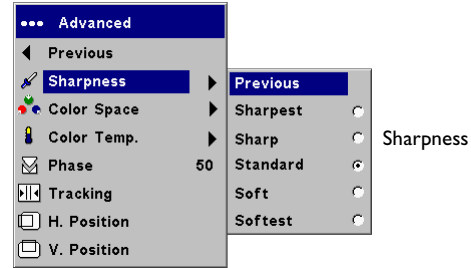 ••• Advanced
Previous
Sharpness
Color Space
Color Temp.
Phase 50
Tracking
H. Position
V. Position
Previous
Sharpest
Sharp
Standard
Soft
Softest
Sharpness